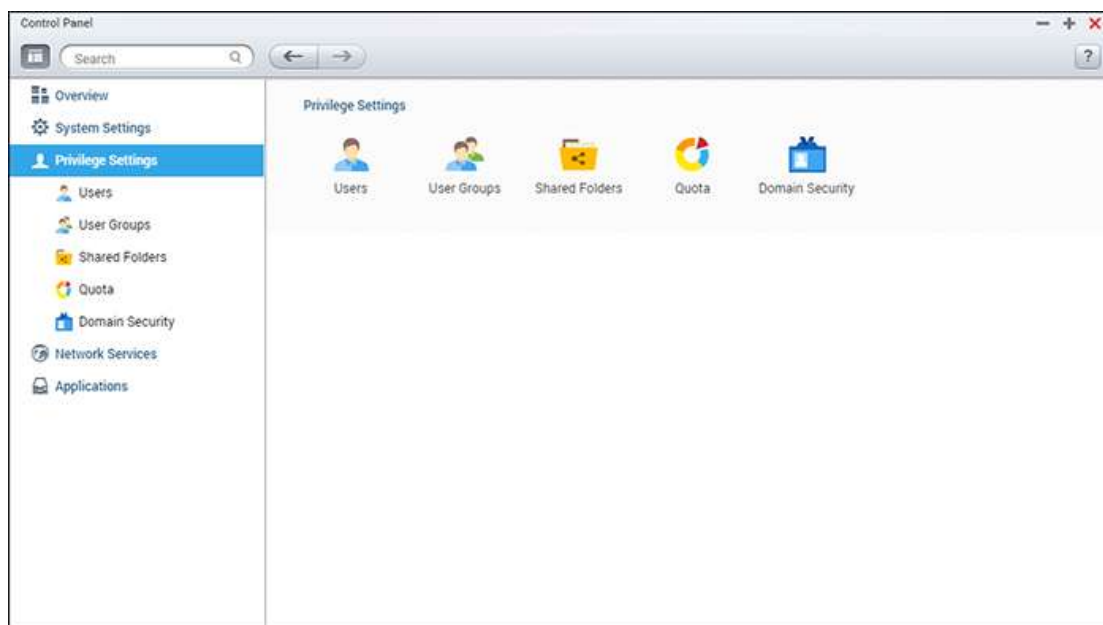 Control Panel
Search
?
Overview
System Settings
Privilege Settings
Users
User Groups
Shared Folders
Quota
Domain Security
Network Services
Applications
Privilege Settings
Users User Groups Shared Folders Quota Domain Security